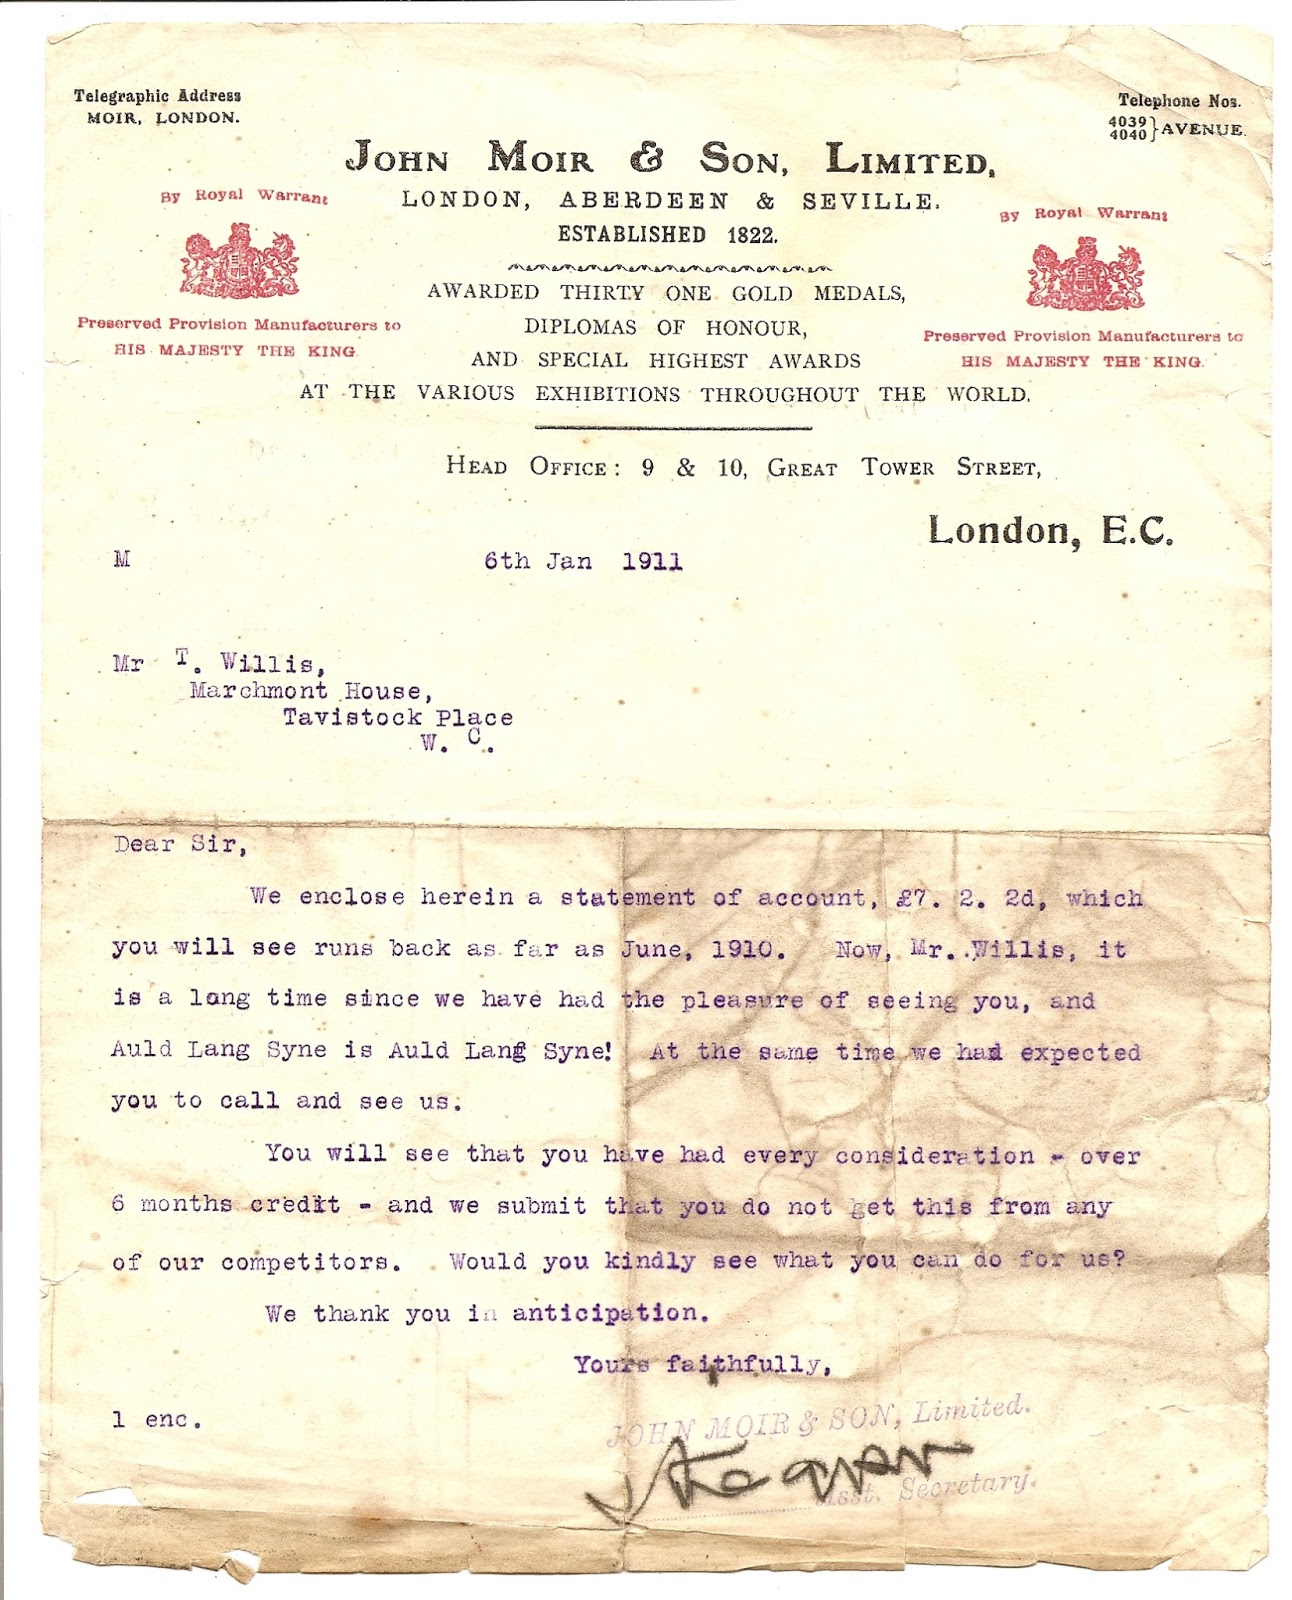 Telegraphic Address
MOIR, LONDON.
Telephone Nos.
4039
4040} AVENUE.
JOHN MOIR & SON, LIMITED,
LONDON, ABERDEEN & SEVILLE.
ESTABLISHED 1822.
By Royal Warrant
Preserved Provision Manufacturers to
HIS MAJESTY THE KING.
By Royal Warrant
Preserved Provision Manufacturers to
HIS MAJESTY THE KING.
AWARDED THIRTY ONE GOLD MEDALS,
DIPLOMAS OF HONOUR,
AND SPECIAL HIGHEST AWARDS
AT THE VARIOUS EXHIBITIONS THROUGHOUT THE WORLD.
HEAD OFFICE: 9 & 10, GREAT TOWER STREET,
London, E.C.
M 6th Jan 1911
Mr T. Willis,
Marchmont House,
Tavistock Place
W. C.
Dear Sir,
We enclose herein a statement of account, £7. 2. 2d, which
you will see runs back as far as June, 1910. Now, Mr. Willis, it
is a long time since we have had the pleasure of seeing you, and
Auld Lang Syne is Auld Lang Syne! At the same time we had expected
you to call and see us.
You will see that you have had every consideration - over
6 months credit - and we submit that you do not get this from any
of our competitors. Would you kindly see what you can do for us?
We thank you in anticipation.
Yours faithfully,
1 enc.
JOHN MOIR & SON, Limited.
Asst. Secretary.